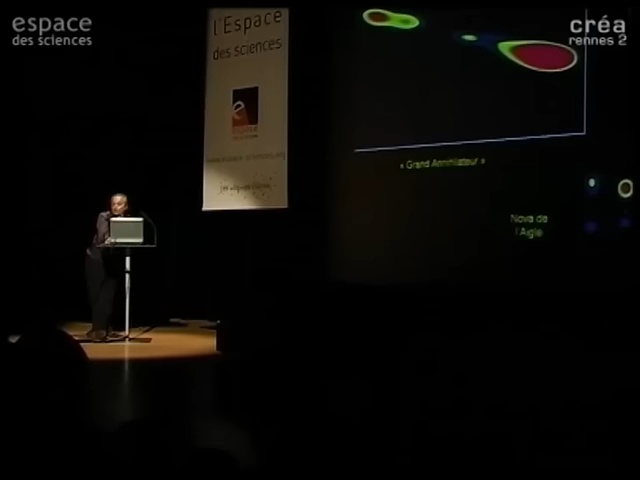 espace
des sciences
créa
rennes 2
l'Espace
des sciences
« Grand Annihilateur »
Nova de
l'Aigle